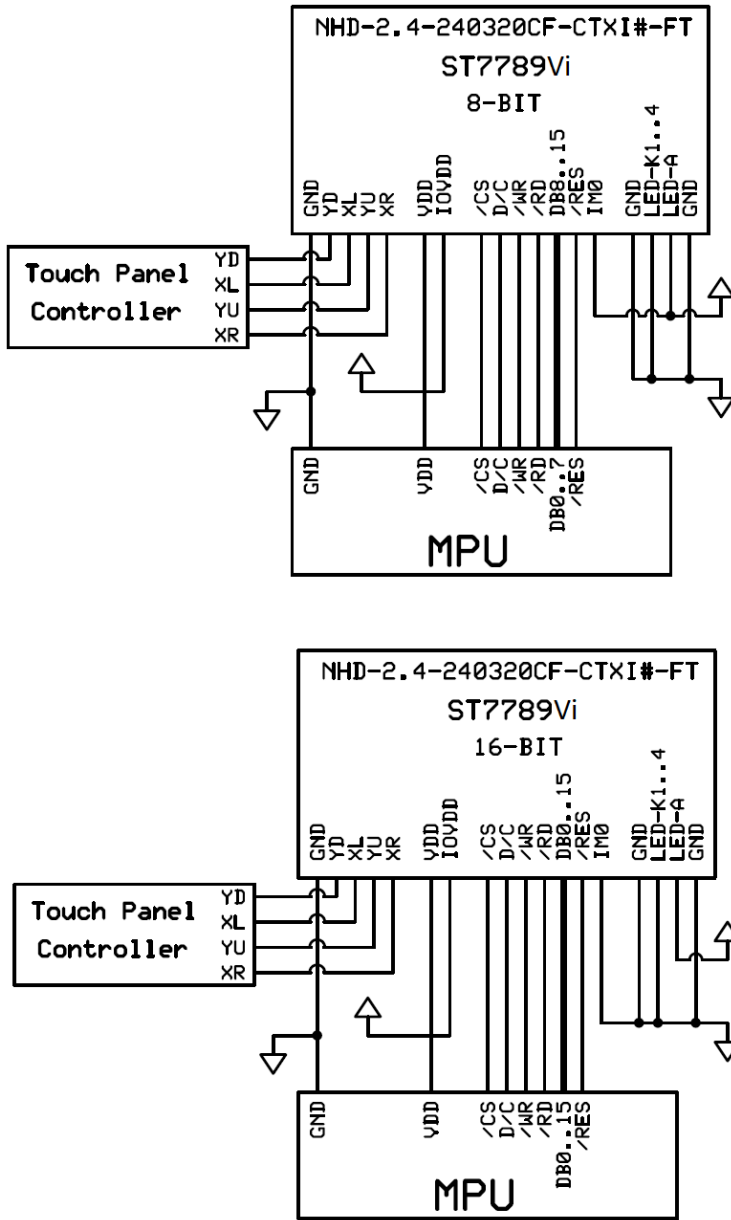 NHD-2.4-240320CF-CTXI#-FT
ST7789Vi
8-BIT
GND
YD
XL
YU
XR
VDD
IOVDD
/CS
D/C
/WR
/RD
DB8..15
/RES
IM0
GND
LED-K1..4
LED-A
GND
Touch Panel
Controller
YD
XL
YU
XR
GND
VDD
/CS
D/C
/WR
/RD
DB0..7
/RES
MPU
NHD-2.4-240320CF-CTXI#-FT
ST7789Vi
16-BIT
GND
YD
XL
YU
XR
VDD
IOVDD
/CS
D/C
/WR
/RD
DB0..15
/RES
IM0
GND
LED-K1..4
LED-A
GND
Touch Panel
Controller
YD
XL
YU
XR
GND
VDD
/CS
D/C
/WR
/RD
DB0..15
/RES
MPU